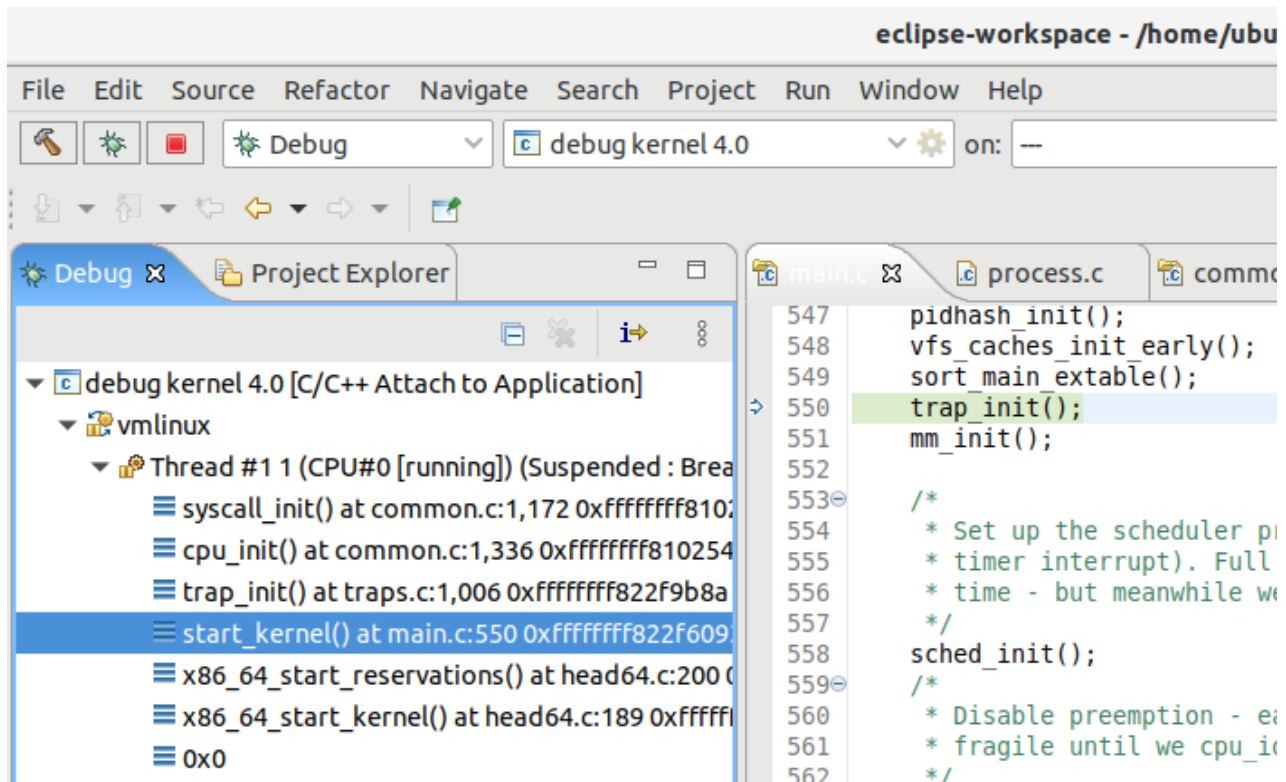 eclipse-workspace - /home/ubu
File Edit Source Refactor Navigate Search Project Run Window Help
Debug debug kernel 4.0 on: ---
Debug Project Explorer
main.c process.c commo
debug kernel 4.0 [C/C++ Attach to Application]
vmlinux
Thread #1 1 (CPU#0 [running]) (Suspended : Brea
syscall_init() at common.c:1,172 0xffffffff8102
cpu_init() at common.c:1,336 0xffffffff810254
trap_init() at traps.c:1,006 0xffffffff822f9b8a
start_kernel() at main.c:550 0xffffffff822f609
x86_64_start_reservations() at head64.c:200 0
x86_64_start_kernel() at head64.c:189 0xfffff
0x0
547 pidhash_init();
548 vfs_caches_init_early();
549 sort_main_extable();
550 trap_init();
551 mm_init();
552
553 /*
554 * Set up the scheduler pr
555 * timer interrupt). Full
556 * time - but meanwhile we
557 */
558 sched_init();
559 /*
560 * Disable preemption - ea
561 * fragile until we cpu_id
562 */